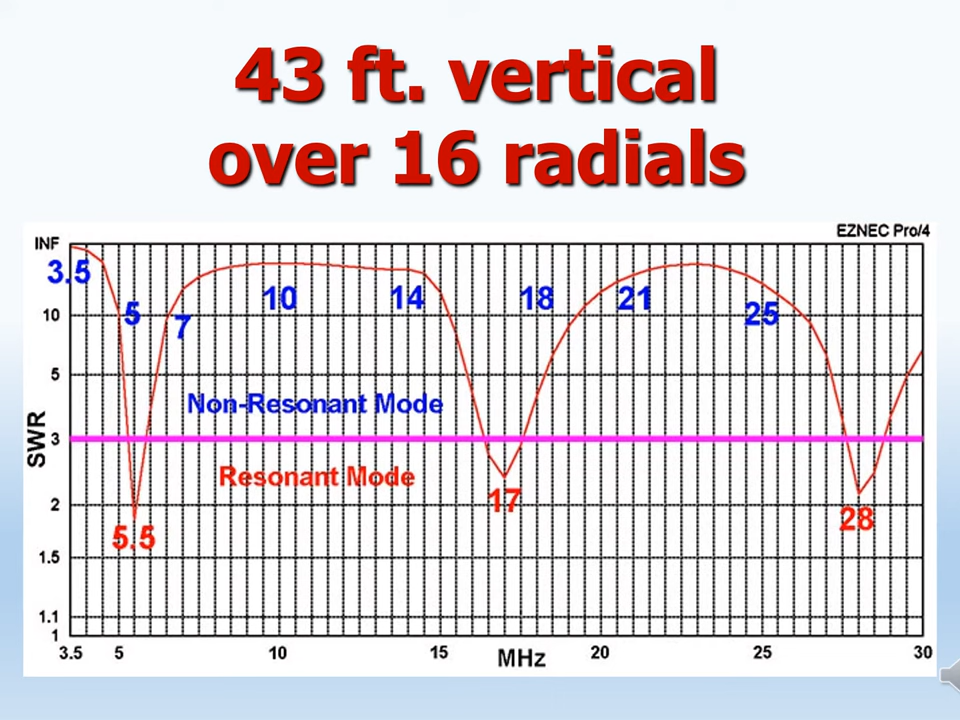 43 ft. vertical
over 16 radials
EZNEC Pro/4
INF
3.5
5
7
10
14
18
21
25
10
5
Non-Resonant Mode
SWR
3
Resonant Mode
2
17
28
5.5
1.5
1.1
1
3.5 5 10 15 MHz 20 25 30